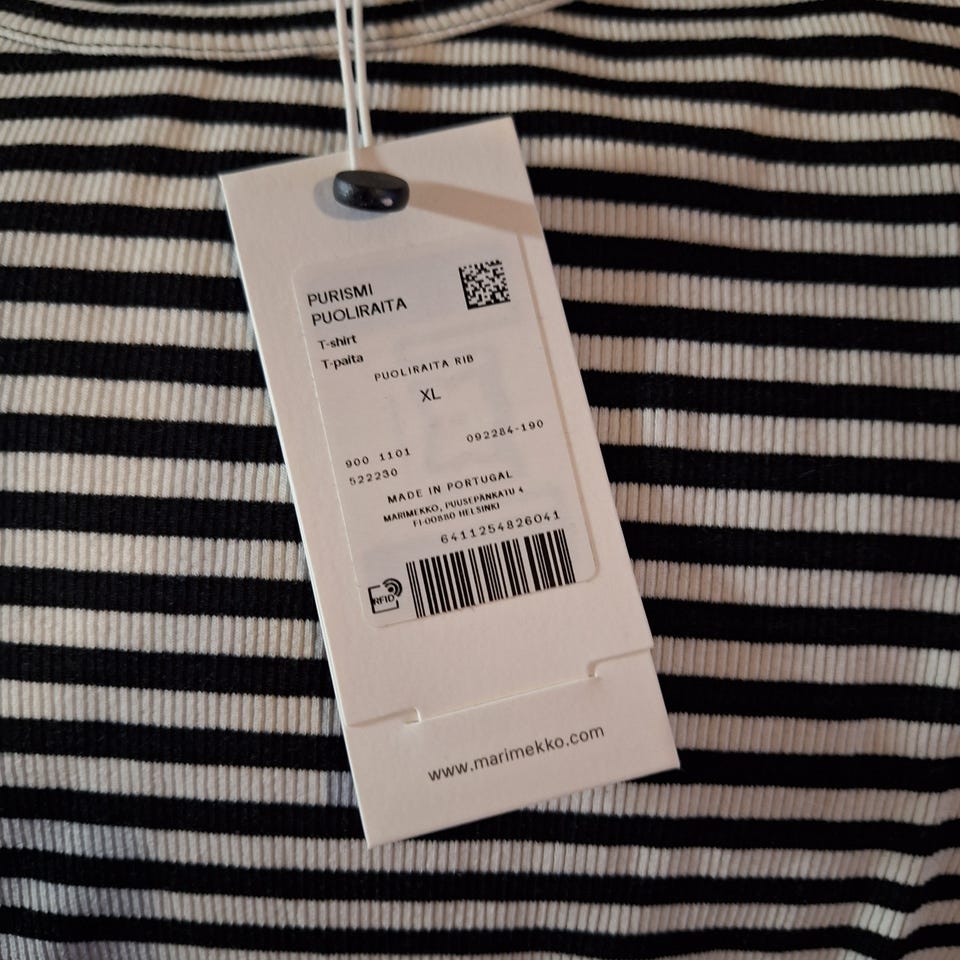 PURISMI
PUOLIRAITA
T-shirt
T-paita
PUOLIRAITA RIB
XL
900 1101
092284-190
522230
MADE IN PORTUGAL
MARIMEKKO, PUUSEPÄNKATU 4
FI-00880 HELSINKI
6411254826041
RFID
www.marimekko.com